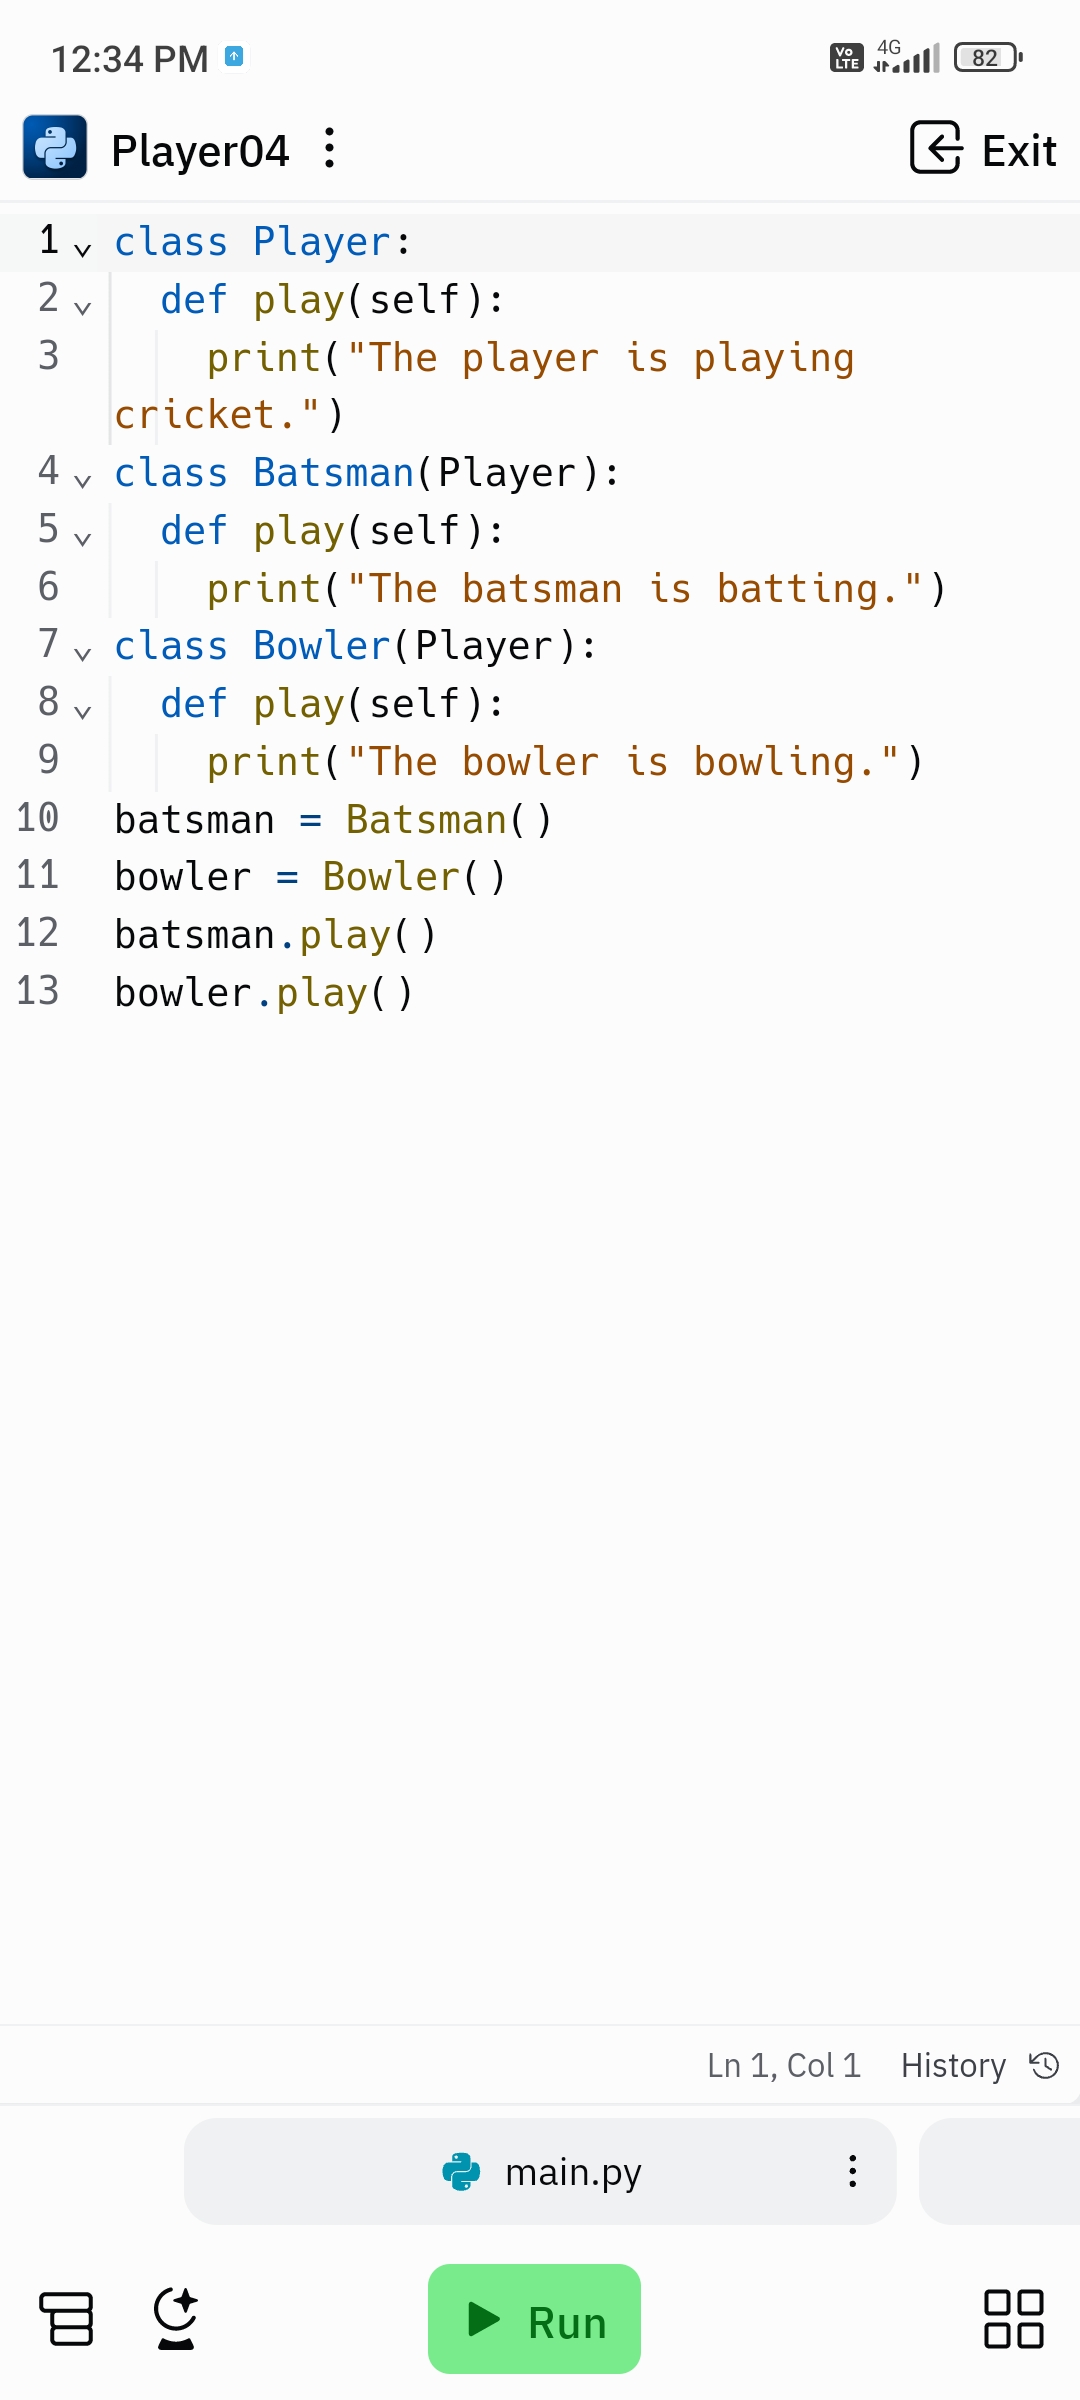 12:34 PM
Vo LTE 4G 82
Player04
Exit
1 class Player:
2   def play(self):
3     print("The player is playing
cricket.")
4 class Batsman(Player):
5   def play(self):
6     print("The batsman is batting.")
7 class Bowler(Player):
8   def play(self):
9     print("The bowler is bowling.")
10 batsman = Batsman()
11 bowler = Bowler()
12 batsman.play()
13 bowler.play()
Ln 1, Col 1 History
main.py
Run